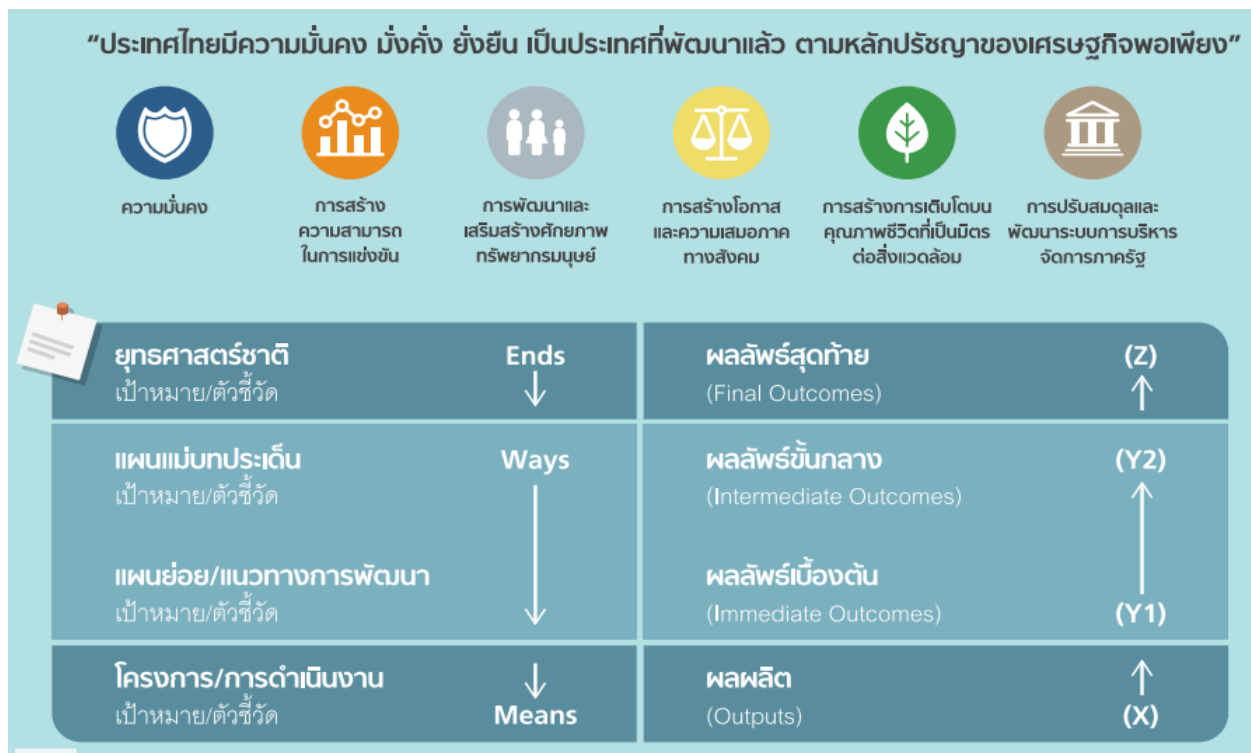 “ประเทศไทยมีความมั่นคง มั่งคั่ง ยั่งยืน เป็นประเทศที่พัฒนาแล้ว ตามหลักปรัชญาของเศรษฐกิจพอเพียง”
ความมั่นคง
การสร้าง
ความสามารถ
ในการแข่งขัน
การพัฒนาและ
เสริมสร้างศักยภาพ
ทรัพยากรมนุษย์
การสร้างโอกาส
และความเสมอภาค
ทางสังคม
การสร้างการเติบโตบน
คุณภาพชีวิตที่เป็นมิตร
ต่อสิ่งแวดล้อม
การปรับสมดุลและ
พัฒนาระบบการบริหาร
จัดการภาครัฐ
ยุทธศาสตร์ชาติ Ends
เป้าหมาย/ตัวชี้วัด
ผลลัพธ์สุดท้าย (Z)
(Final Outcomes)
แผนแม่บทประเด็น Ways
เป้าหมาย/ตัวชี้วัด
ผลลัพธ์ขั้นกลาง (Y2)
(Intermediate Outcomes)
แผนย่อย/แนวทางการพัฒนา
เป้าหมาย/ตัวชี้วัด
ผลลัพธ์เบื้องต้น
(Immediate Outcomes) (Y1)
โครงการ/การดำเนินงาน
เป้าหมาย/ตัวชี้วัด Means
ผลผลิต
(Outputs) (X)